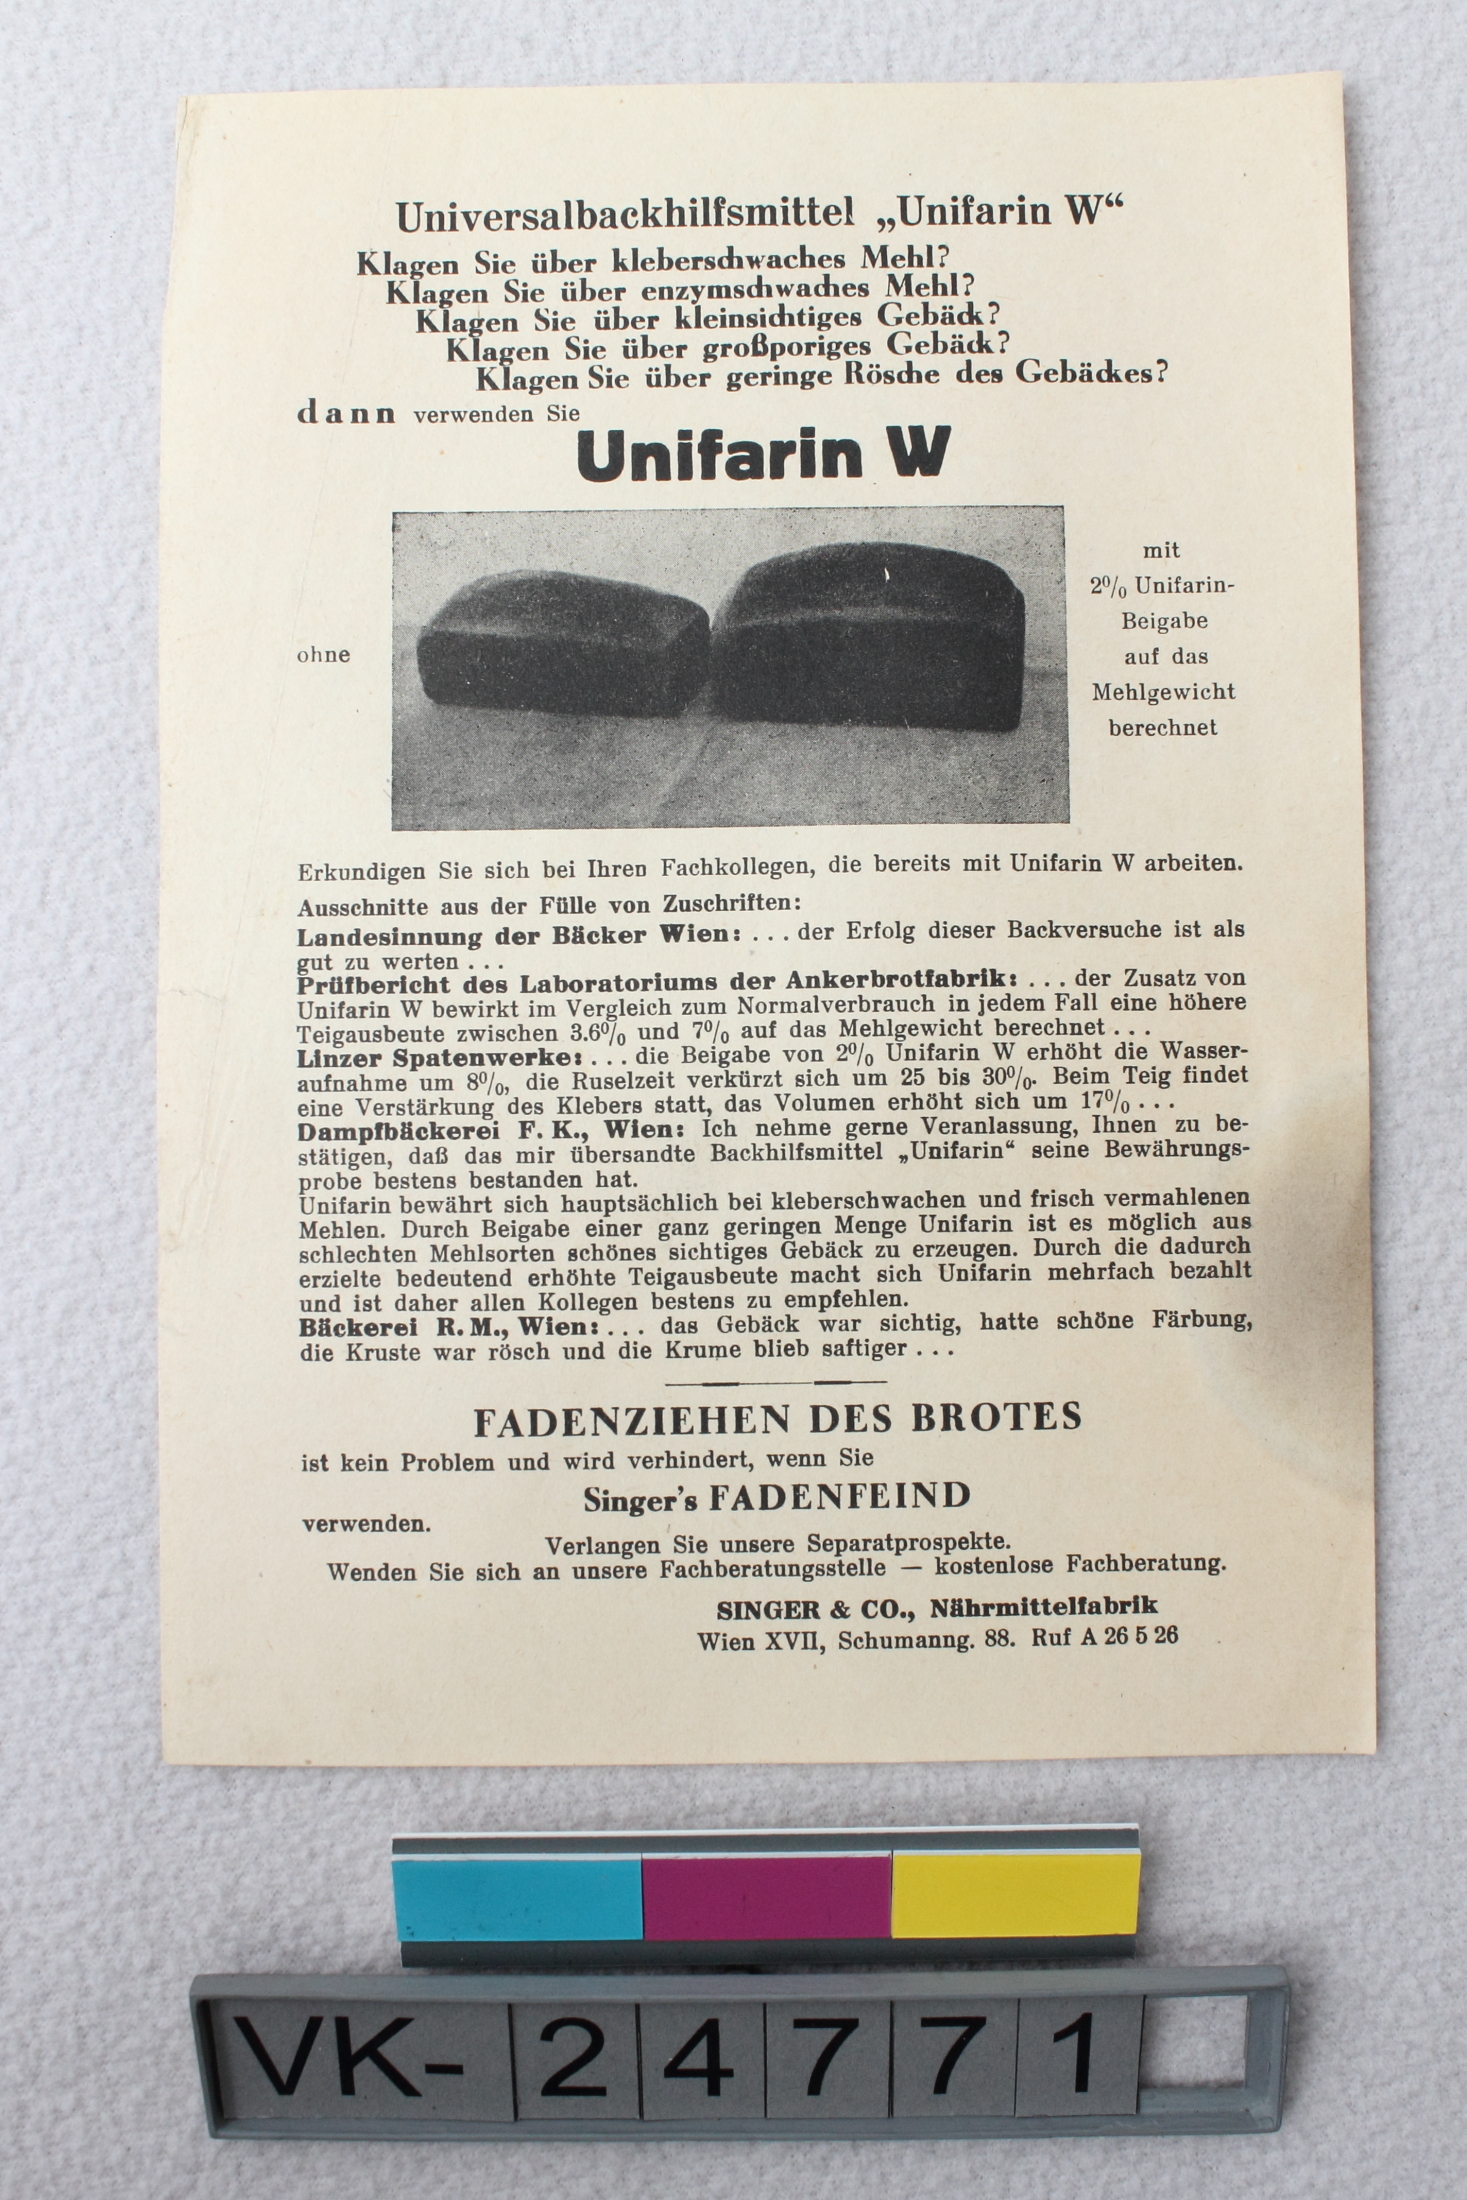 Universalbackhilfsmittel „Unifarin W“
Klagen Sie über kleberschwaches Mehl?
Klagen Sie über enzymschwaches Mehl?
Klagen Sie über kleinsichtiges Gebäck?
Klagen Sie über großporiges Gebäck?
Klagen Sie über geringe Rösche des Gebäckes?
dann verwenden Sie
Unifarin W
ohne
mit
2% Unifarin-
Beigabe
auf das
Mehlgewicht
berechnet
Erkundigen Sie sich bei Ihren Fachkollegen, die bereits mit Unifarin W arbeiten.
Ausschnitte aus der Fülle von Zuschriften:
Landesinnung der Bäcker Wien: ... der Erfolg dieser Backversuche ist als
gut zu werten ...
Prüfbericht des Laboratoriums der Ankerbrotfabrik: ... der Zusatz von
Unifarin W bewirkt im Vergleich zum Normalverbrauch in jedem Fall eine höhere
Teigausbeute zwischen 3.6% und 7% auf das Mehlgewicht berechnet ...
Linzer Spatenwerke: ... die Beigabe von 2% Unifarin W erhöht die Wasser-
aufnahme um 8%, die Ruselzeit verkürzt sich um 25 bis 30%. Beim Teig findet
eine Verstärkung des Klebers statt, das Volumen erhöht sich um 17% ...
Dampfbäckerei F. K., Wien: Ich nehme gerne Veranlassung, Ihnen zu be-
stätigen, daß das mir übersandte Backhilfsmittel „Unifarin“ seine Bewährungs-
probe bestens bestanden hat.
Unifarin bewährt sich hauptsächlich bei kleberschwachen und frisch vermahlenen
Mehlen. Durch Beigabe einer ganz geringen Menge Unifarin ist es möglich aus
schlechten Mehlsorten schönes sichtiges Gebäck zu erzeugen. Durch die dadurch
erzielte bedeutend erhöhte Teigausbeute macht sich Unifarin mehrfach bezahlt
und ist daher allen Kollegen bestens zu empfehlen.
Bäckerei R. M., Wien: ... das Gebäck war sichtig, hatte schöne Färbung,
die Kruste war rösch und die Krume blieb saftiger ...
FADENZIEHEN DES BROTES
ist kein Problem und wird verhindert, wenn Sie
Singer's FADENFEIND
verwenden.
Verlangen Sie unsere Separatprospekte.
Wenden Sie sich an unsere Fachberatungsstelle — kostenlose Fachberatung.
SINGER & CO., Nährmittelfabrik
Wien XVII, Schumanng. 88. Ruf A 26 5 26
VK-24771